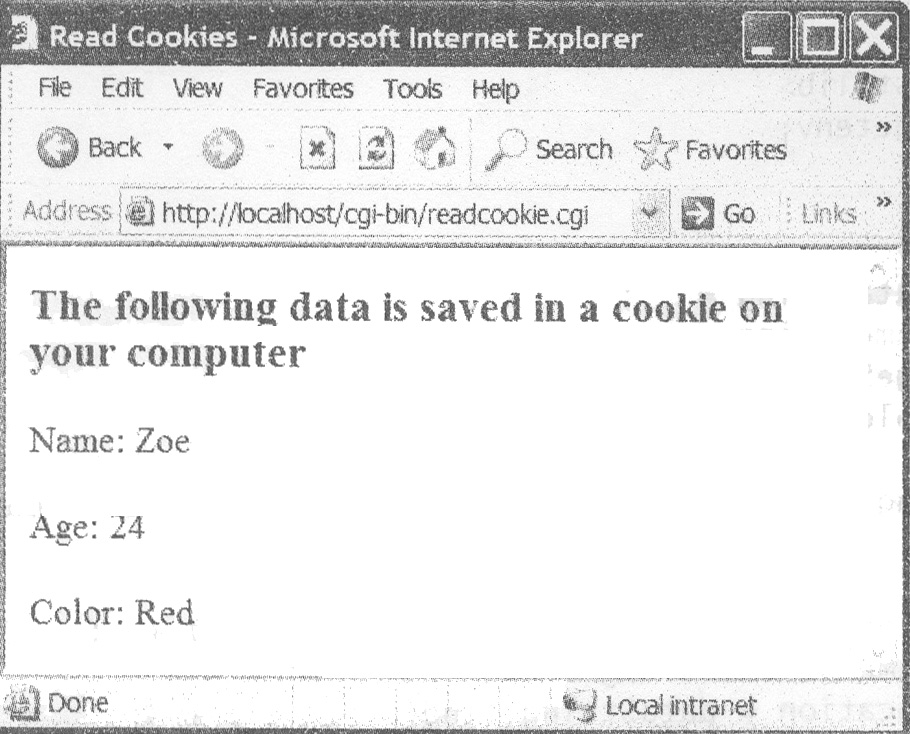 Read Cookies - Microsoft Internet Explorer
File Edit View Favorites Tools Help
Back Search Favorites »
Address http://localhost/cgi-bin/readcookie.cgi Go Links »
The following data is saved in a cookie on
your computer
Name: Zoe
Age: 24
Color: Red
Done Local intranet